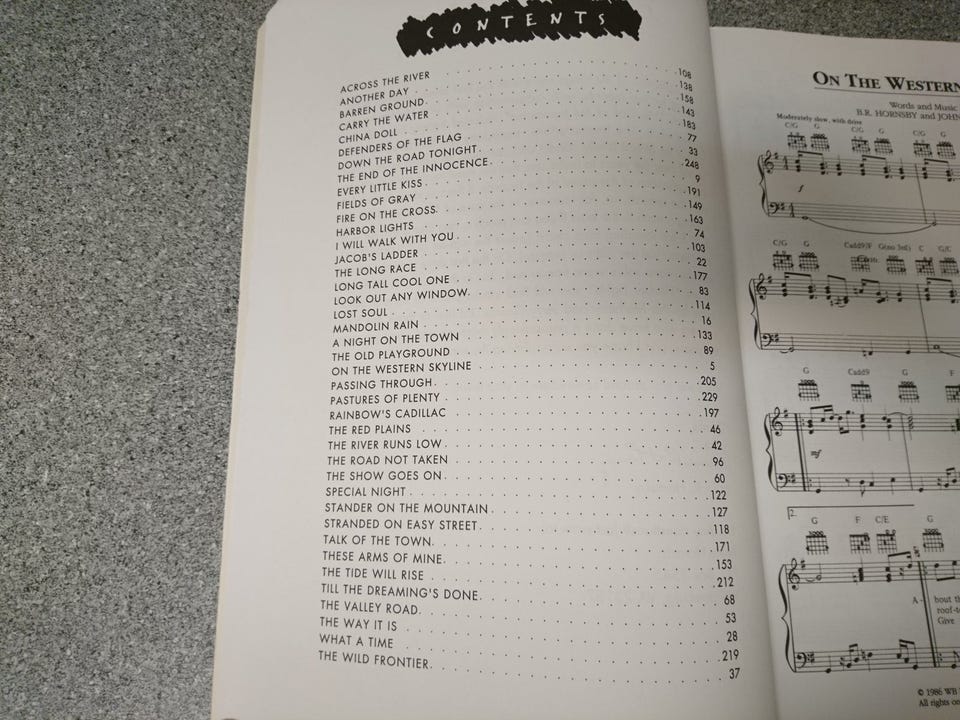 CONTENTS
ACROSS THE RIVER 108
ANOTHER DAY 138
BARREN GROUND 158
CARRY THE WATER 143
CHINA DOLL 183
DEFENDERS OF THE FLAG 77
DOWN THE ROAD TONIGHT 33
THE END OF THE INNOCENCE 248
EVERY LITTLE KISS 9
FIELDS OF GRAY 191
FIRE ON THE CROSS 149
HARBOR LIGHTS 163
I WILL WALK WITH YOU 74
JACOB'S LADDER 103
THE LONG RACE 22
LONG TALL COOL ONE 177
LOOK OUT ANY WINDOW 83
LOST SOUL 114
MANDOLIN RAIN 16
A NIGHT ON THE TOWN 133
THE OLD PLAYGROUND 89
ON THE WESTERN SKYLINE 5
PASSING THROUGH 205
PASTURES OF PLENTY 229
RAINBOW'S CADILLAC 197
THE RED PLAINS 46
THE RIVER RUNS LOW 42
THE ROAD NOT TAKEN 96
THE SHOW GOES ON 60
SPECIAL NIGHT 122
STANDER ON THE MOUNTAIN 127
STRANDED ON EASY STREET 118
TALK OF THE TOWN 171
THESE ARMS OF MINE 153
THE TIDE WILL RISE 212
TILL THE DREAMING'S DONE 68
THE VALLEY ROAD 53
THE WAY IT IS 28
WHAT A TIME 219
THE WILD FRONTIER 37
ON THE WESTERN
Words and Music
B.R. HORNSBY and JOHN
Moderately slow, with drive
C/G G C/G G C/G G
f
C/G G Cadd9/F G(no 3rd) C G/C
G Cadd9 G F
mf
2.
G F C/E G
A - bout th
roof-t
Give
© 1986 WB
All rights